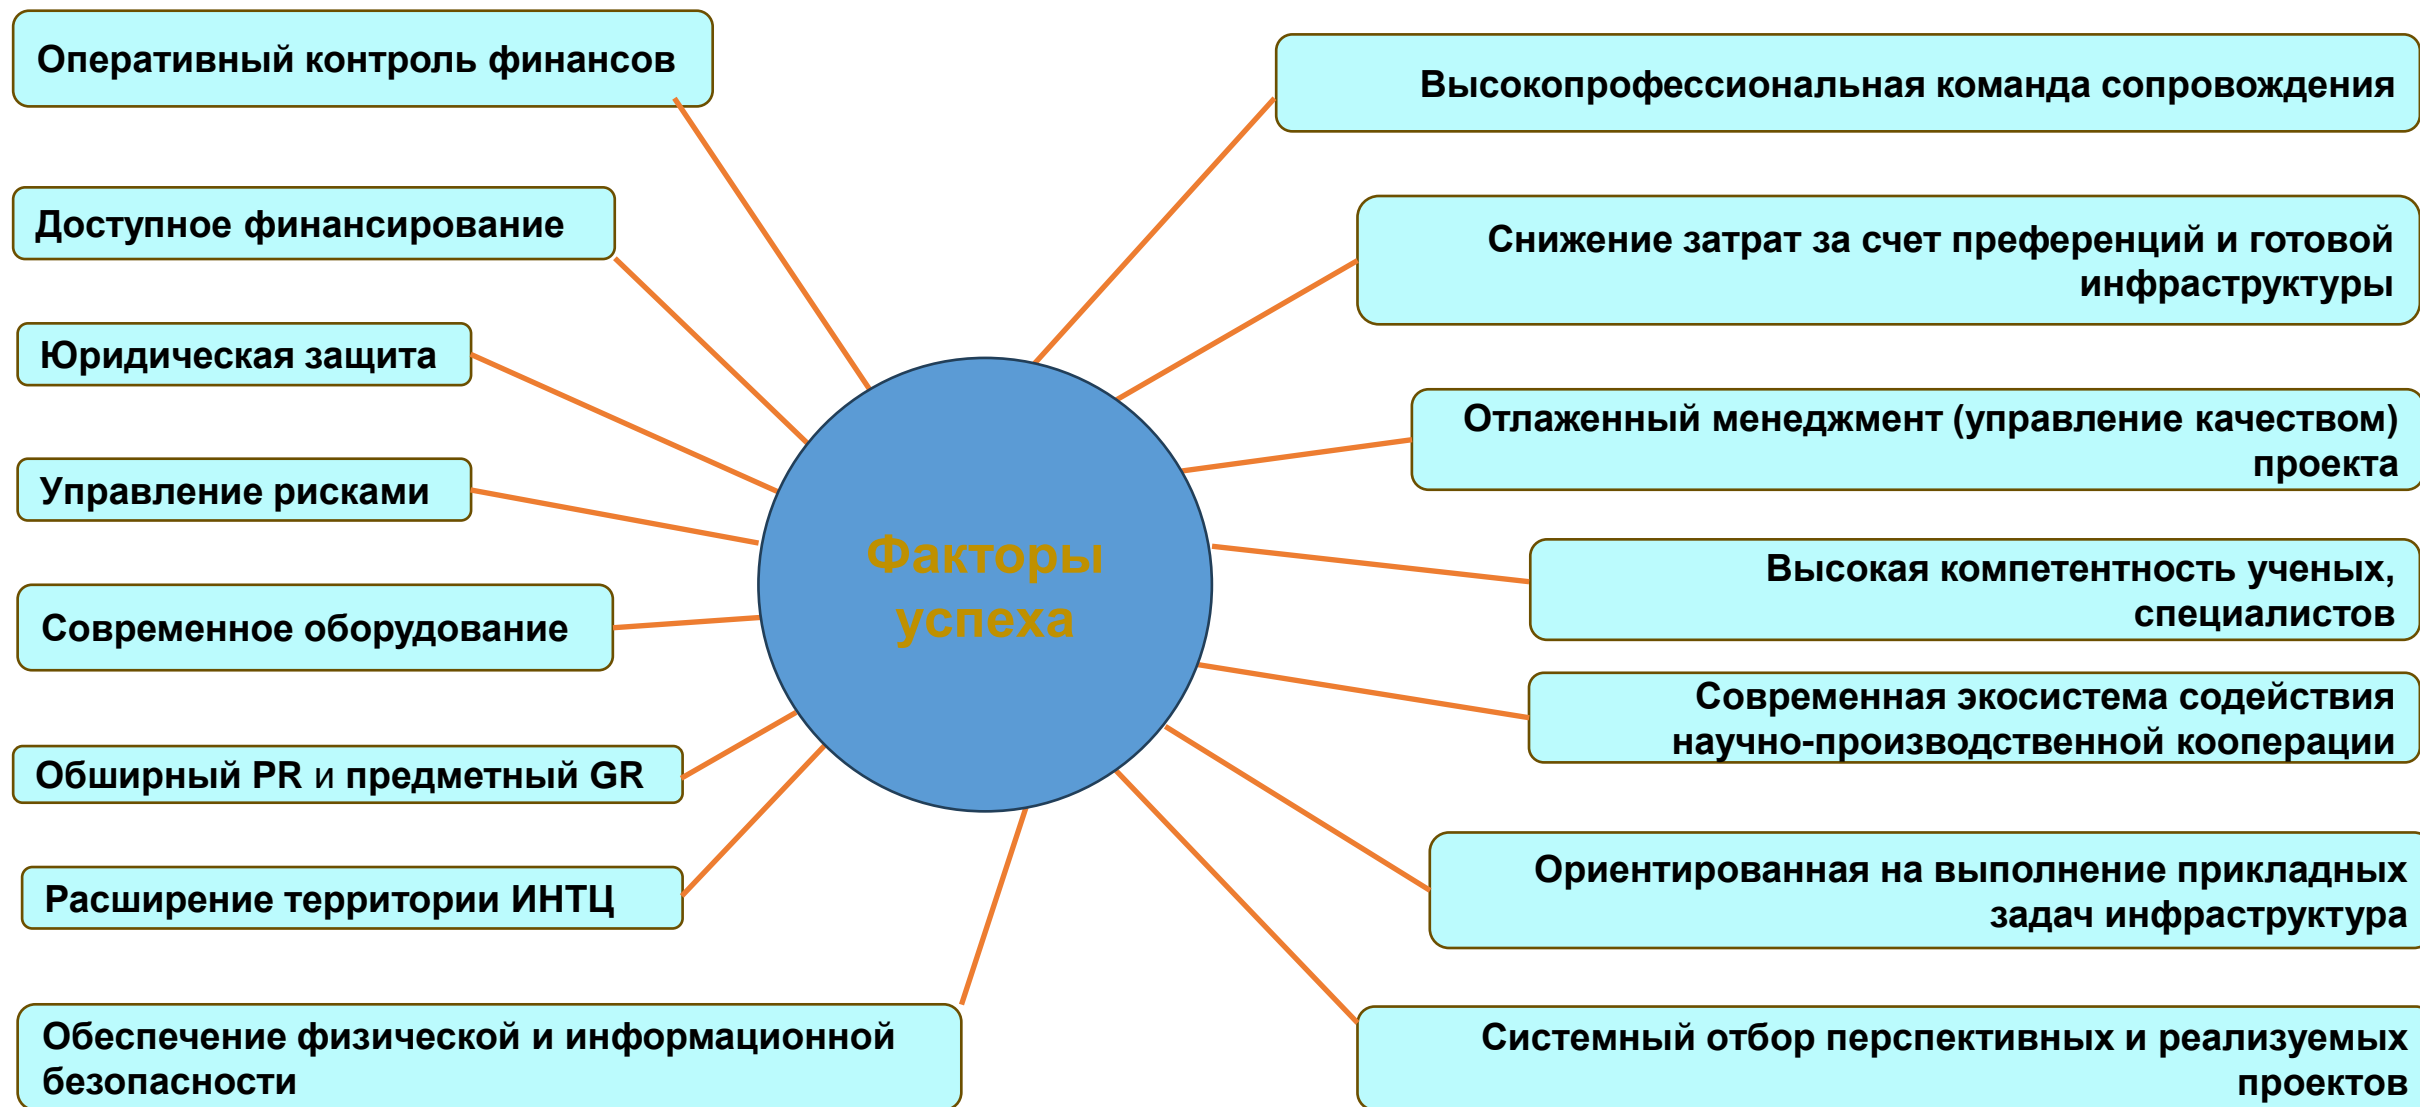 Оперативный контроль финансов
Доступное финансирование
Юридическая защита
Управление рисками
Современное оборудование
Обширный PR и предметный GR
Расширение территории ИНТЦ
Обеспечение физической и информационной
безопасности
Факторы
успеха
Высокопрофессиональная команда сопровождения
Снижение затрат за счет преференций и готовой
инфраструктуры
Отлаженный менеджмент (управление качеством)
проекта
Высокая компетентность ученых,
специалистов
Современная экосистема содействия
научно-производственной кооперации
Ориентированная на выполнение прикладных
задач инфраструктура
Системный отбор перспективных и реализуемых
проектов